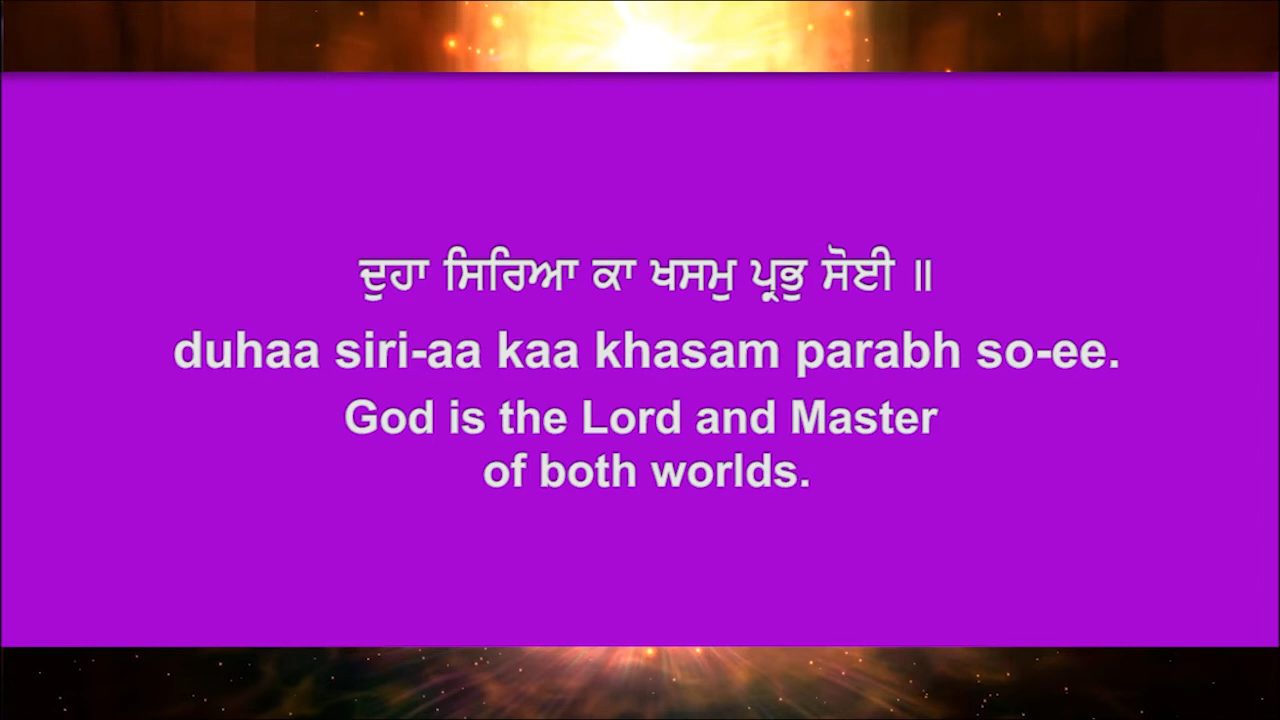 ਦੁਹਾ ਸਿਰਿਆ ਕਾ ਖਸਮੁ ਪ੍ਰਭੁ ਸੋਈ ॥
duhaa siri-aa kaa khasam parabh so-ee.
God is the Lord and Master
of both worlds.